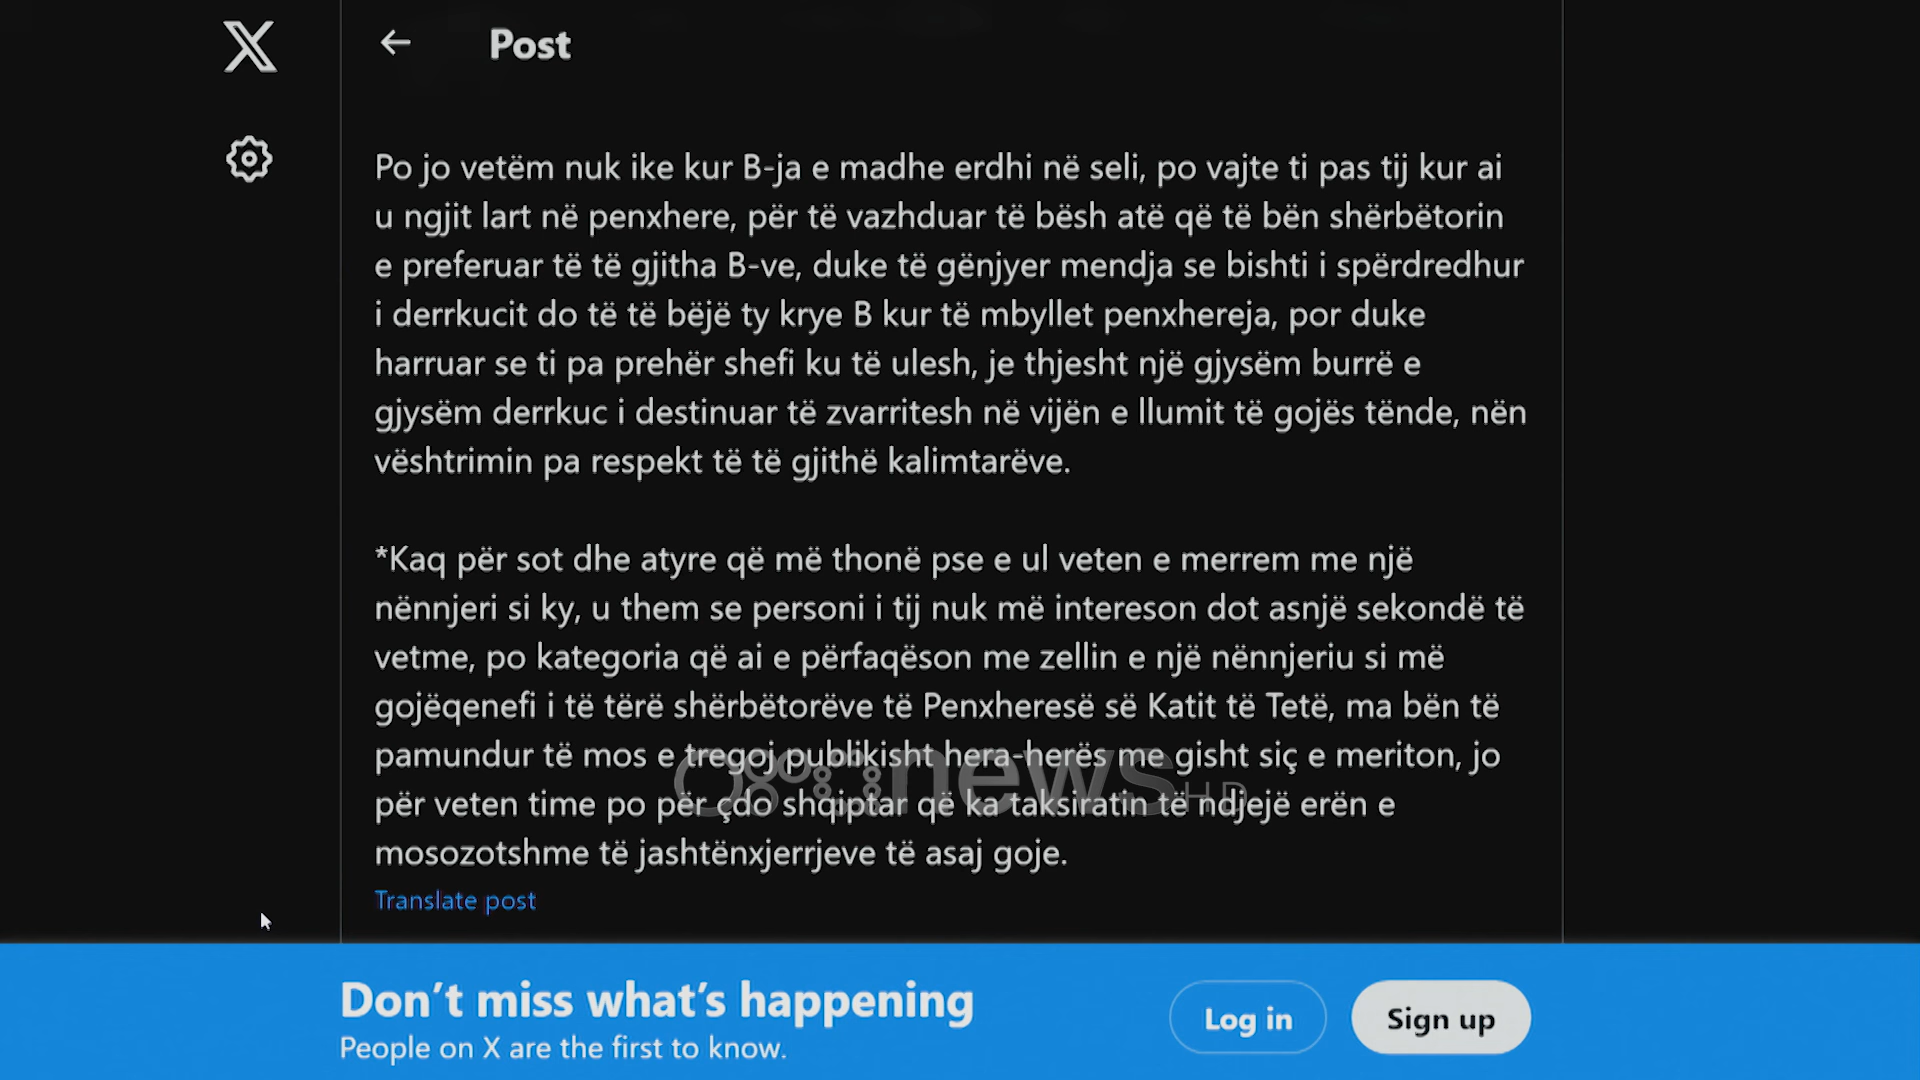 Post
Po jo vetëm nuk ike kur B-ja e madhe erdhi në seli, po vajte ti pas tij kur ai
u ngjit lart në penxhere, për të vazhduar të bësh atë që të bën shërbëtorin
e preferuar të të gjitha B-ve, duke të gënjyer mendja se bishti i spërdredhur
i derrkucit do të të bëjë ty krye B kur të mbyllet penxhereja, por duke
harruar se ti pa prehër shefi ku të ulesh, je thjesht një gjysëm burrë e
gjysëm derrkuc i destinuar të zvarritesh në vijën e llumit të gojës tënde, nën
vështrimin pa respekt të të gjithë kalimtarëve.
*Kaq për sot dhe atyre që më thonë pse e ul veten e merrem me një
nënnjeri si ky, u them se personi i tij nuk më intereson dot asnjë sekondë të
vetme, po kategoria që ai e përfaqëson me zellin e një nënnjeriu si më
gojëqenefi i të tërë shërbëtorëve të Penxheresë së Katit të Tetë, ma bën të
pamundur të mos e tregoj publikisht hera-herës me gisht siç e meriton, jo
për veten time po për çdo shqiptar që ka taksiratin të ndjejë erën e
mosozotshme të jashtënxjerrjeve të asaj goje.
news HD
Translate post
Don't miss what's happening
People on X are the first to know.
Log in
Sign up